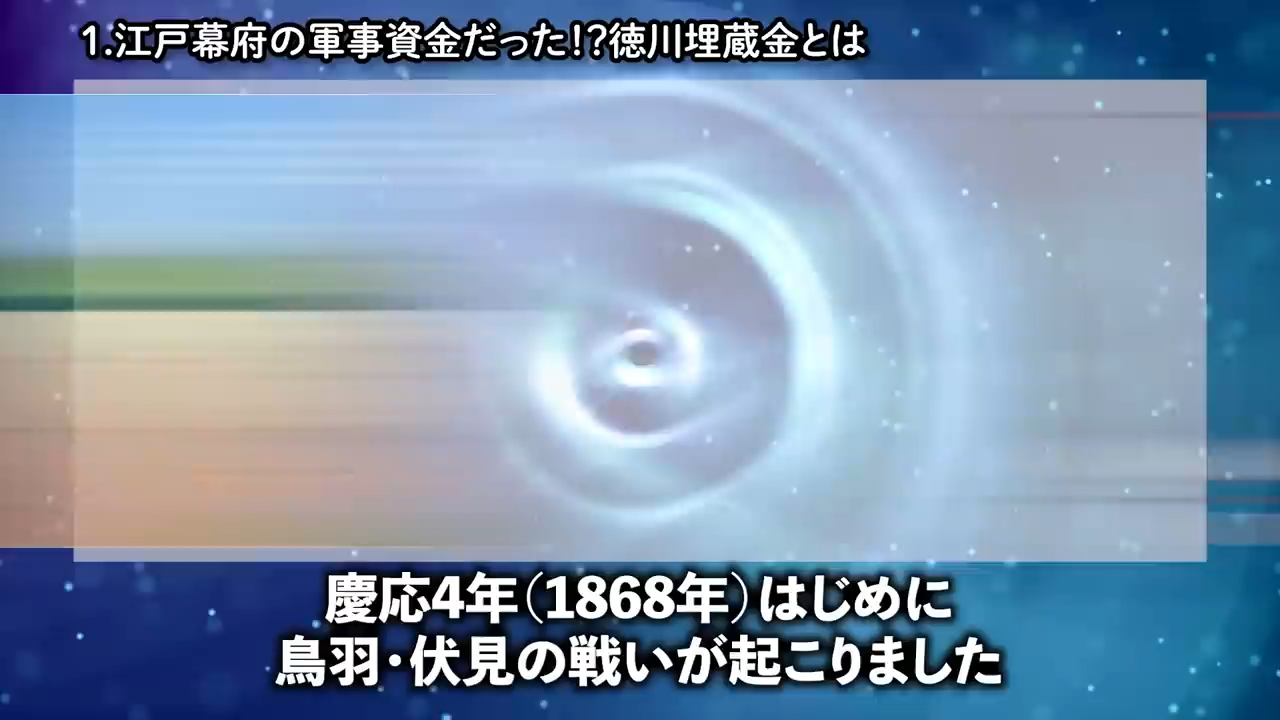 1.江戸幕府の軍事資金だった!?徳川埋蔵金とは
慶応4年（1868年）はじめに
鳥羽・伏見の戦いが起こりました